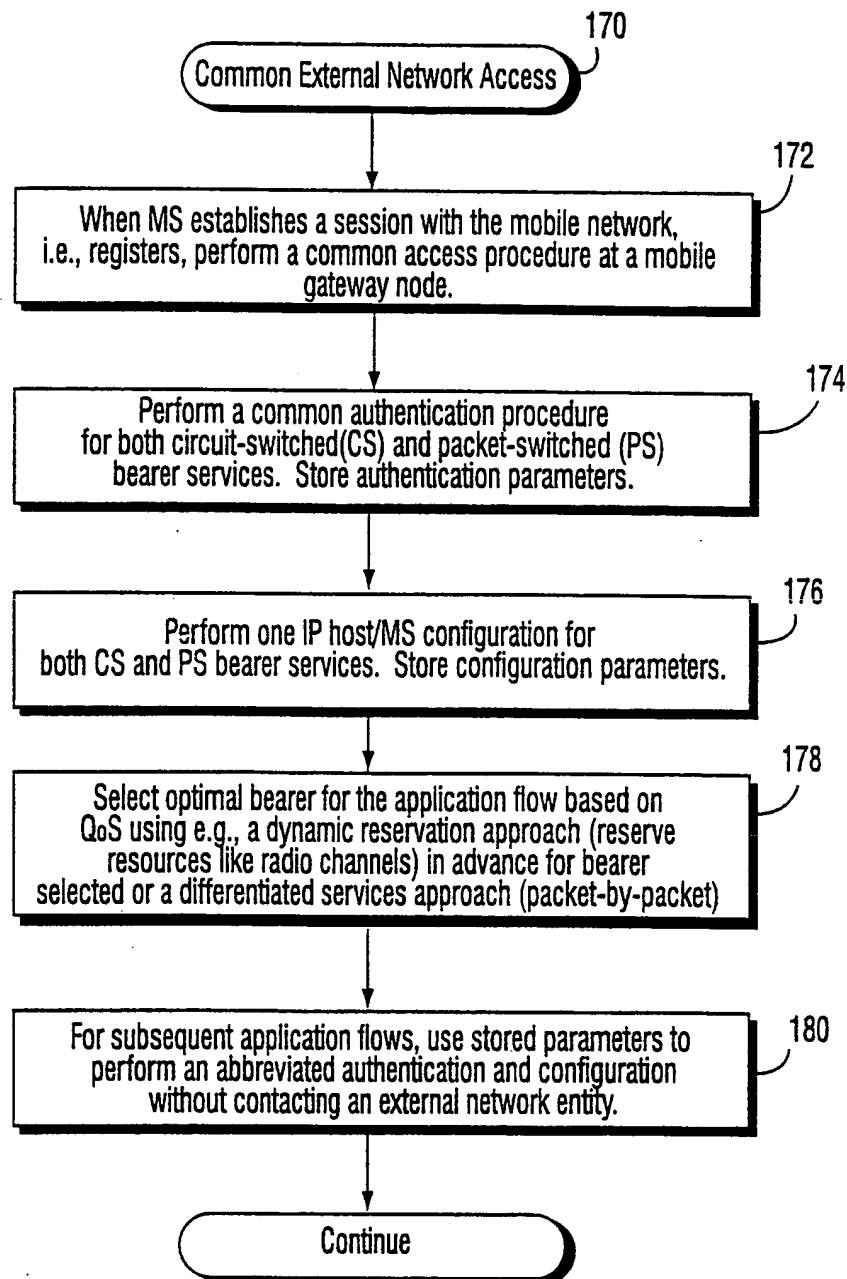 170
Common External Network Access
172
When MS establishes a session with the mobile network,
i.e., registers, perform a common access procedure at a mobile
gateway node.
174
Perform a common authentication procedure
for both circuit-switched(CS) and packet-switched (PS)
bearer services. Store authentication parameters.
176
Perform one IP host/MS configuration for
both CS and PS bearer services. Store configuration parameters.
178
Select optimal bearer for the application flow based on
QoS using e.g., a dynamic reservation approach (reserve
resources like radio channels) in advance for bearer
selected or a differentiated services approach (packet-by-packet)
180
For subsequent application flows, use stored parameters to
perform an abbreviated authentication and configuration
without contacting an external network entity.
Continue